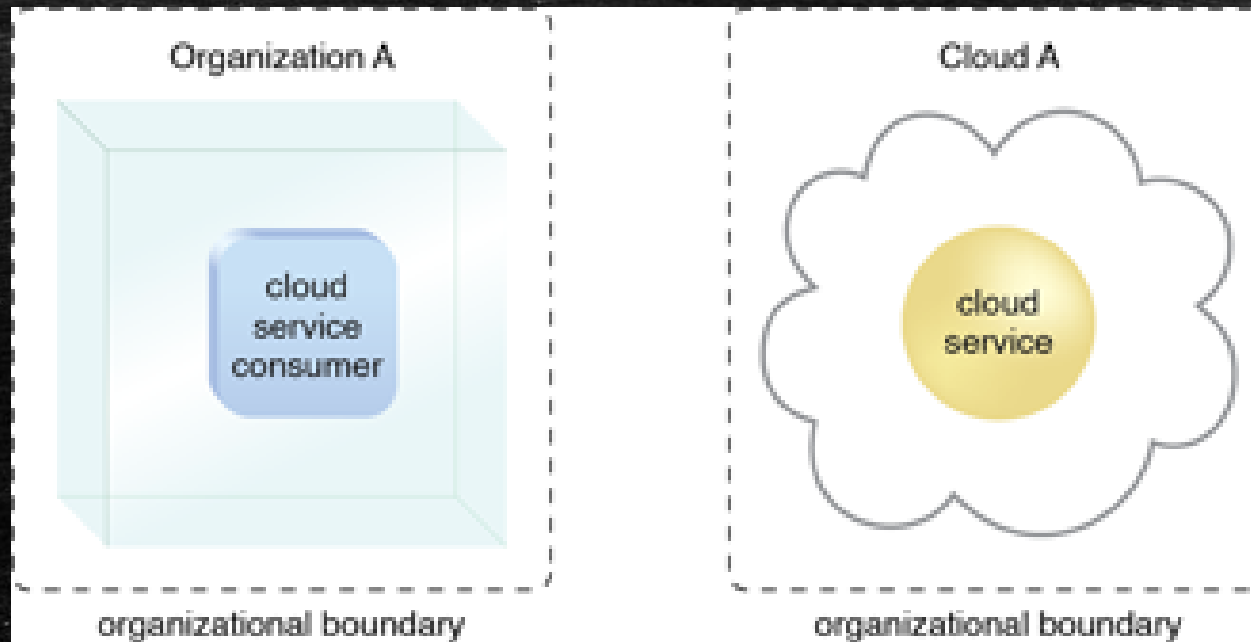 Organization A
cloud
service
consumer
organizational boundary
Cloud A
cloud
service
organizational boundary